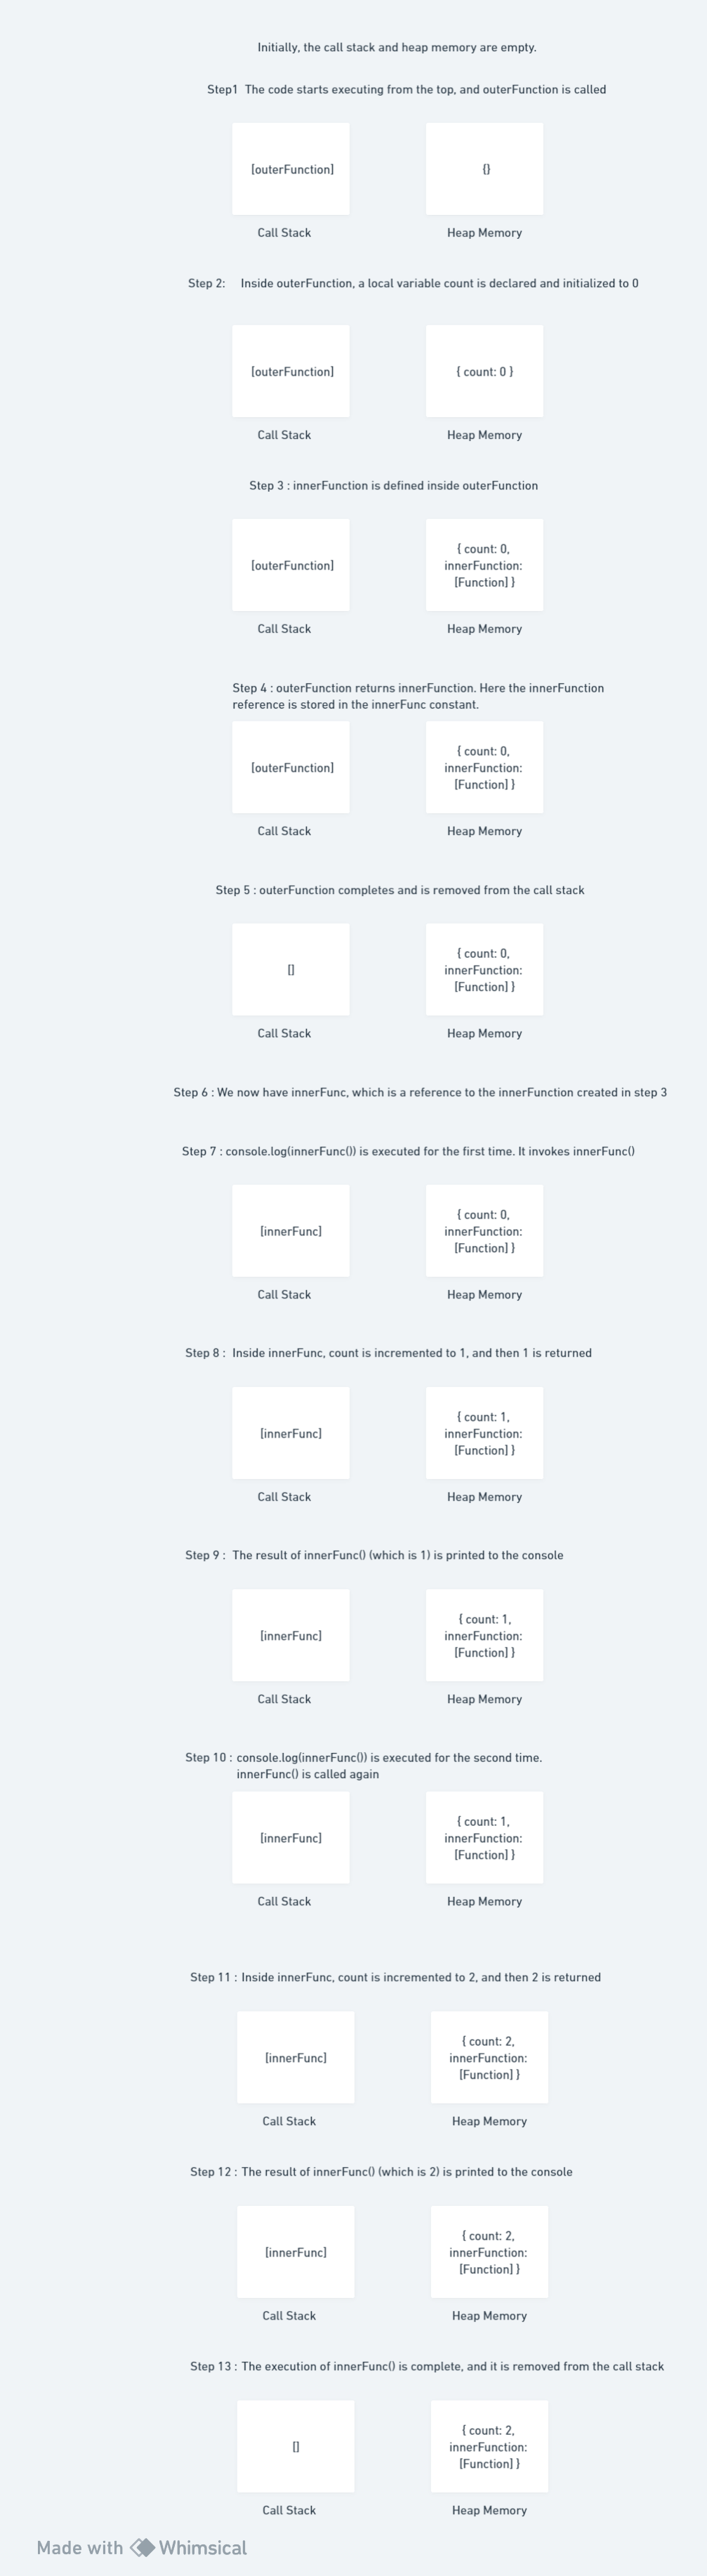 Initially, the call stack and heap memory are empty.
Step1 The code starts executing from the top, and outerFunction is called
[outerFunction]
{}
Call Stack
Heap Memory
Step 2: Inside outerFunction, a local variable count is declared and initialized to 0
[outerFunction]
{ count: 0 }
Call Stack
Heap Memory
Step 3 : innerFunction is defined inside outerFunction
[outerFunction]
{ count: 0,
innerFunction:
[Function] }
Call Stack
Heap Memory
Step 4 : outerFunction returns innerFunction. Here the innerFunction
reference is stored in the innerFunc constant.
[outerFunction]
{ count: 0,
innerFunction:
[Function] }
Call Stack
Heap Memory
Step 5 : outerFunction completes and is removed from the call stack
[]
{ count: 0,
innerFunction:
[Function] }
Call Stack
Heap Memory
Step 6 : We now have innerFunc, which is a reference to the innerFunction created in step 3
Step 7 : console.log(innerFunc()) is executed for the first time. It invokes innerFunc()
[innerFunc]
{ count: 0,
innerFunction:
[Function] }
Call Stack
Heap Memory
Step 8 : Inside innerFunc, count is incremented to 1, and then 1 is returned
[innerFunc]
{ count: 1,
innerFunction:
[Function] }
Call Stack
Heap Memory
Step 9 : The result of innerFunc() (which is 1) is printed to the console
[innerFunc]
{ count: 1,
innerFunction:
[Function] }
Call Stack
Heap Memory
Step 10 : console.log(innerFunc()) is executed for the second time.
innerFunc() is called again
[innerFunc]
{ count: 1,
innerFunction:
[Function] }
Call Stack
Heap Memory
Step 11 : Inside innerFunc, count is incremented to 2, and then 2 is returned
[innerFunc]
{ count: 2,
innerFunction:
[Function] }
Call Stack
Heap Memory
Step 12 : The result of innerFunc() (which is 2) is printed to the console
[innerFunc]
{ count: 2,
innerFunction:
[Function] }
Call Stack
Heap Memory
Step 13 : The execution of innerFunc() is complete, and it is removed from the call stack
[]
{ count: 2,
innerFunction:
[Function] }
Call Stack
Heap Memory
Made with Whimsical